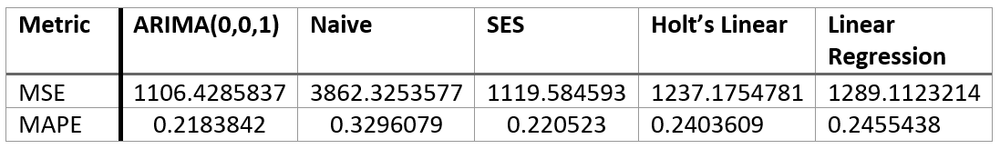 Metric ARIMA(0,0,1) Naive SES Holt’s Linear Linear Regression
MSE 1106.4285837 3862.3253577 1119.584593 1237.1754781 1289.1123214
MAPE 0.2183842 0.3296079 0.220523 0.2403609 0.2455438